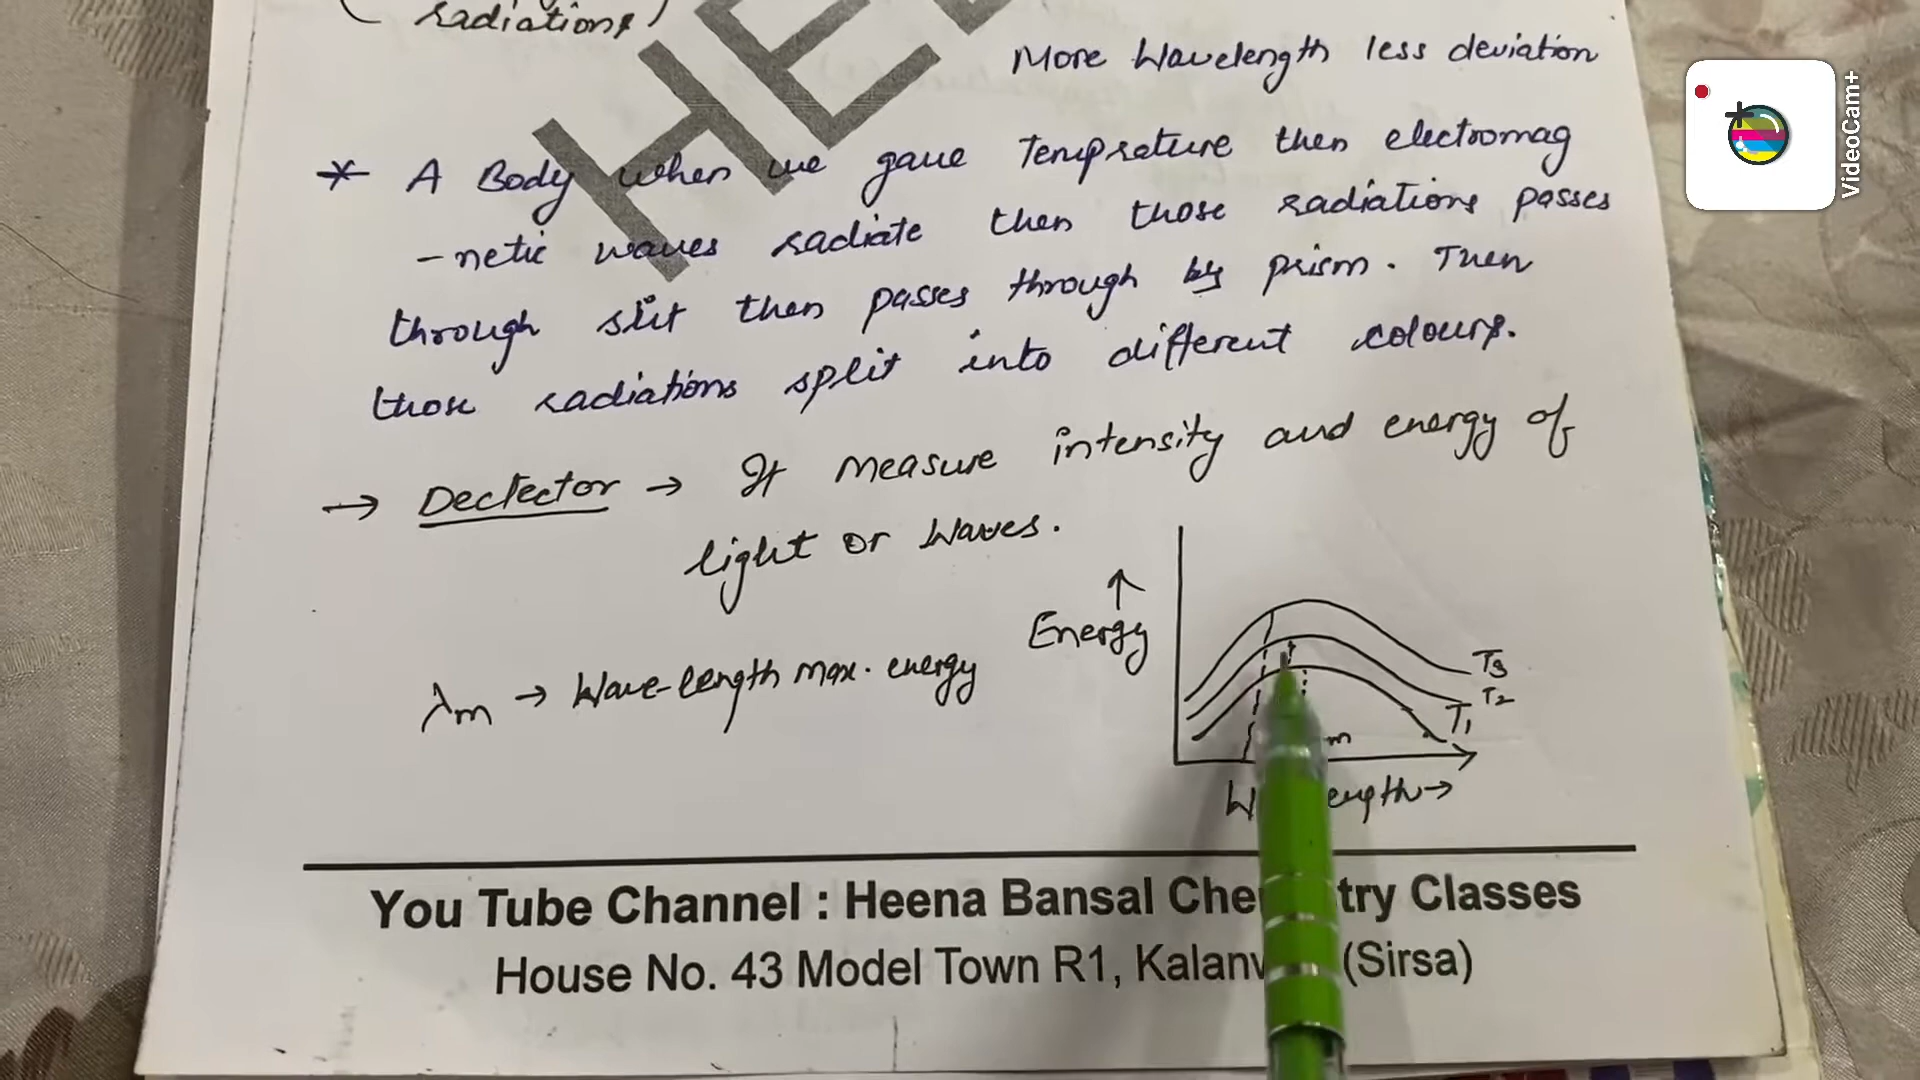 ( radiations)
More Wavelength less deviation
* A Body when we gave Temprature then electromag
- netic waves radiate then those radiations passes
through slit then passes through by prism. Then
those radiations split into different colours.
→ Dectector → It measure intensity and energy of
light or Waves.
↑
Energy
λm → Wave-length max. energy
T3
T2
T1
m
ength →
You Tube Channel : Heena Bansal Che try Classes
House No. 43 Model Town R1, Kalanv (Sirsa)
HE
VideoCam+